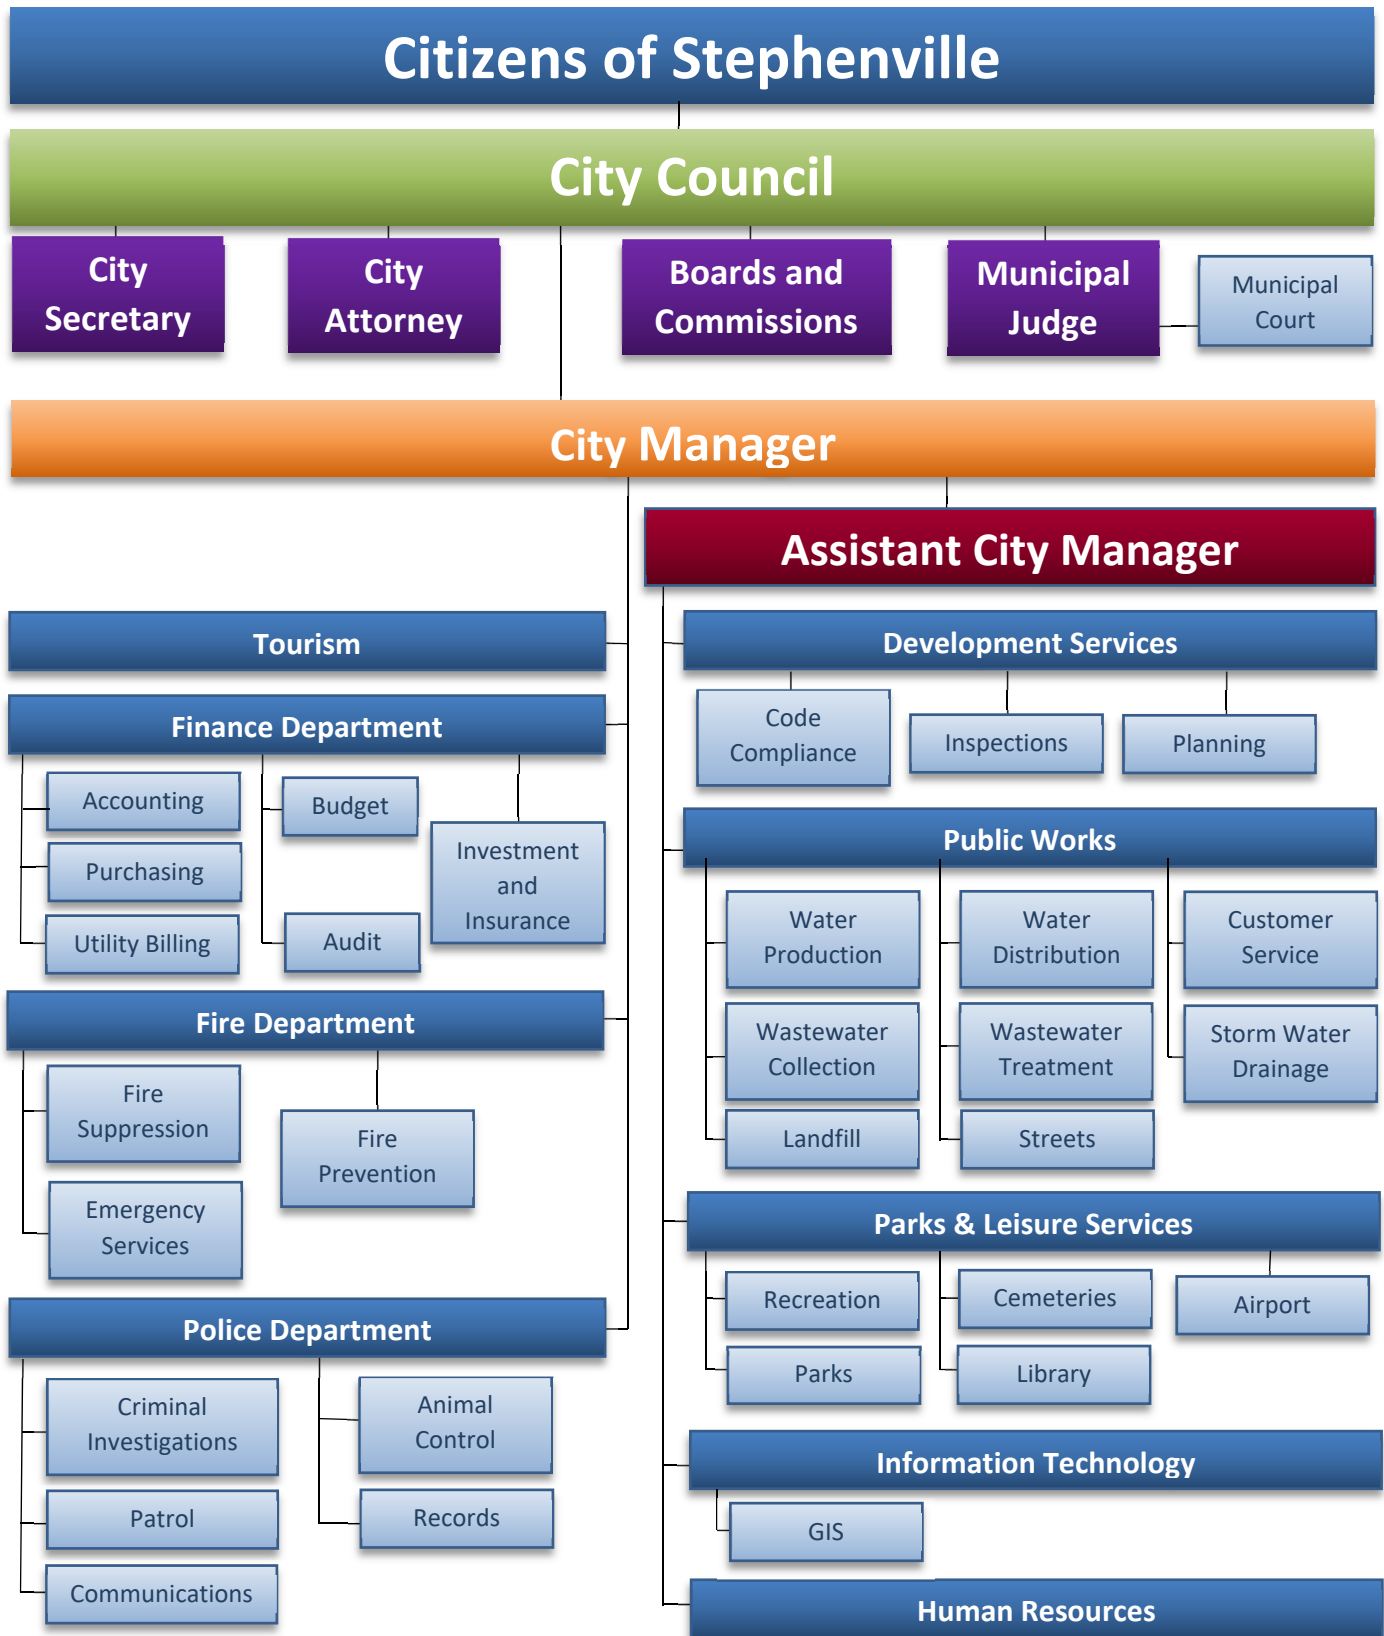 Citizens of Stephenville
City Council
City
Secretary
City
Attorney
Boards and
Commissions
Municipal
Judge
Municipal
Court
City Manager
Assistant City Manager
Tourism
Finance Department
Accounting
Purchasing
Utility Billing
Budget
Audit
Investment
and
Insurance
Fire Department
Fire
Suppression
Emergency
Services
Fire
Prevention
Police Department
Criminal
Investigations
Patrol
Communications
Animal
Control
Records
Development Services
Code
Compliance
Inspections
Planning
Public Works
Water
Production
Wastewater
Collection
Landfill
Water
Distribution
Wastewater
Treatment
Streets
Customer
Service
Storm Water
Drainage
Parks & Leisure Services
Recreation
Parks
Cemeteries
Library
Airport
Information Technology
GIS
Human Resources